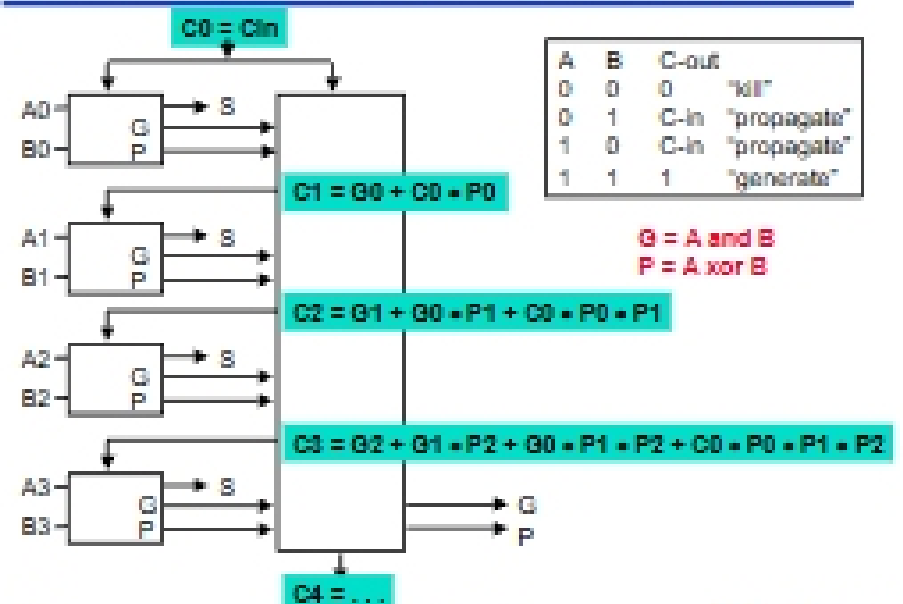 C0 = Cin
A B C-out
0 0 0 "kill"
0 1 C-in "propagate"
1 0 C-in "propagate"
1 1 1 "generate"
G = A and B
P = A xor B
A0
B0
S
G
P
C1 = G0 + C0 • P0
A1
B1
S
G
P
C2 = G1 + G0 • P1 + C0 • P0 • P1
A2
B2
S
G
P
C3 = G2 + G1 • P2 + G0 • P1 • P2 + C0 • P0 • P1 • P2
A3
B3
S
G
P
G
P
C4 = . . .